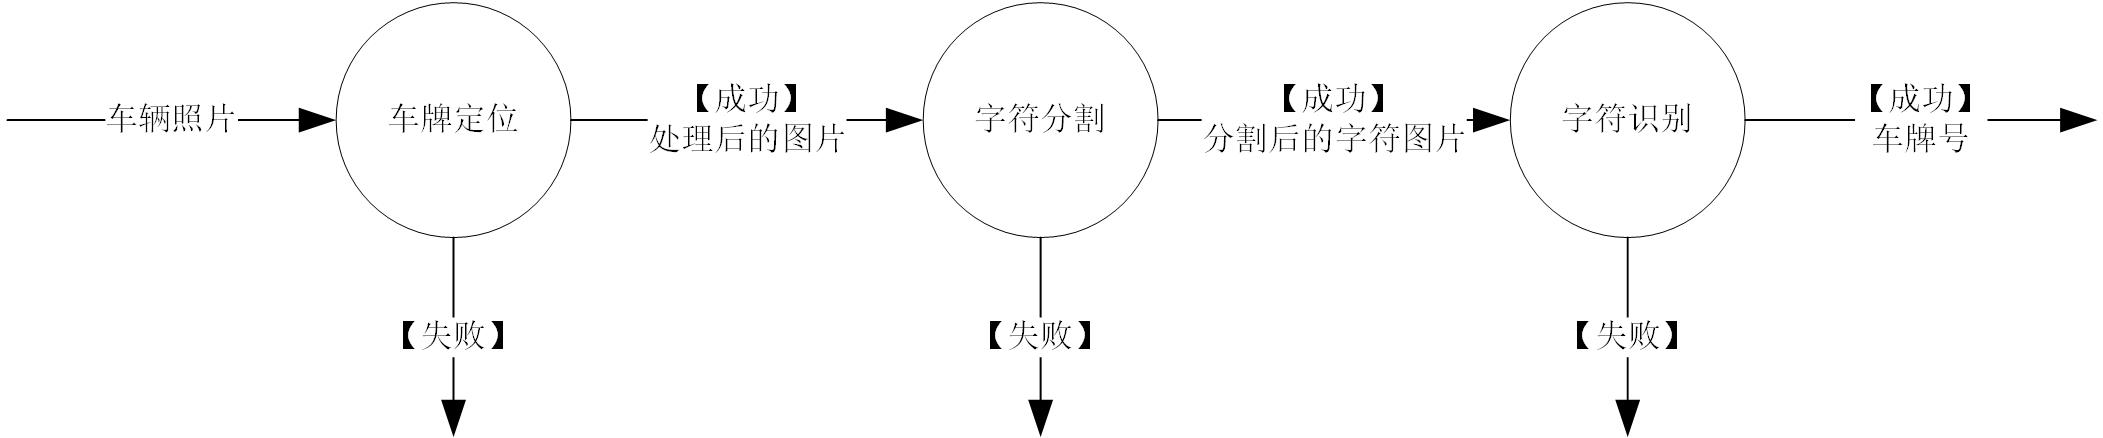 车辆照片
车牌定位
【成功】
处理后的图片
字符分割
【成功】
分割后的字符图片
字符识别
【成功】
车牌号
【失败】
【失败】
【失败】